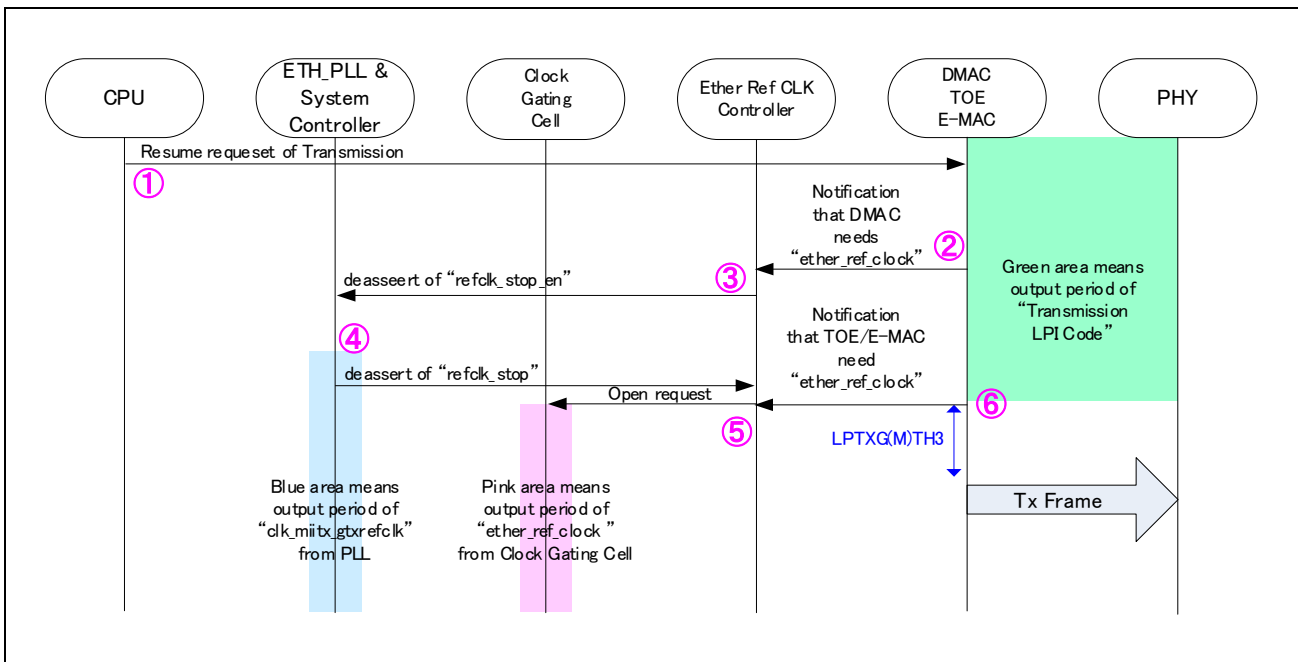 CPU
ETH_PLL &
System
Controller
Clock
Gating
Cell
Ether Ref CLK
Controller
DMAC
TOE
E-MAC
PHY
Resume requeset of Transmission
①
Notification
that DMAC
needs
“ether_ref_clock”
②
③
deasseert of “refclk_stop_en”
Green area means
output period of
“Transmission
LPI Code”
Notification
that TOE/E-MAC
need
“ether_ref_clock”
④
deassert of “refclk_stop”
Open request
⑤
⑥
LPTXG(M)TH3
Blue area means
output period of
“clk_miitx_gtxrefclk”
from PLL
Pink area means
output period of
“ether_ref_clock”
from Clock Gating Cell
Tx Frame